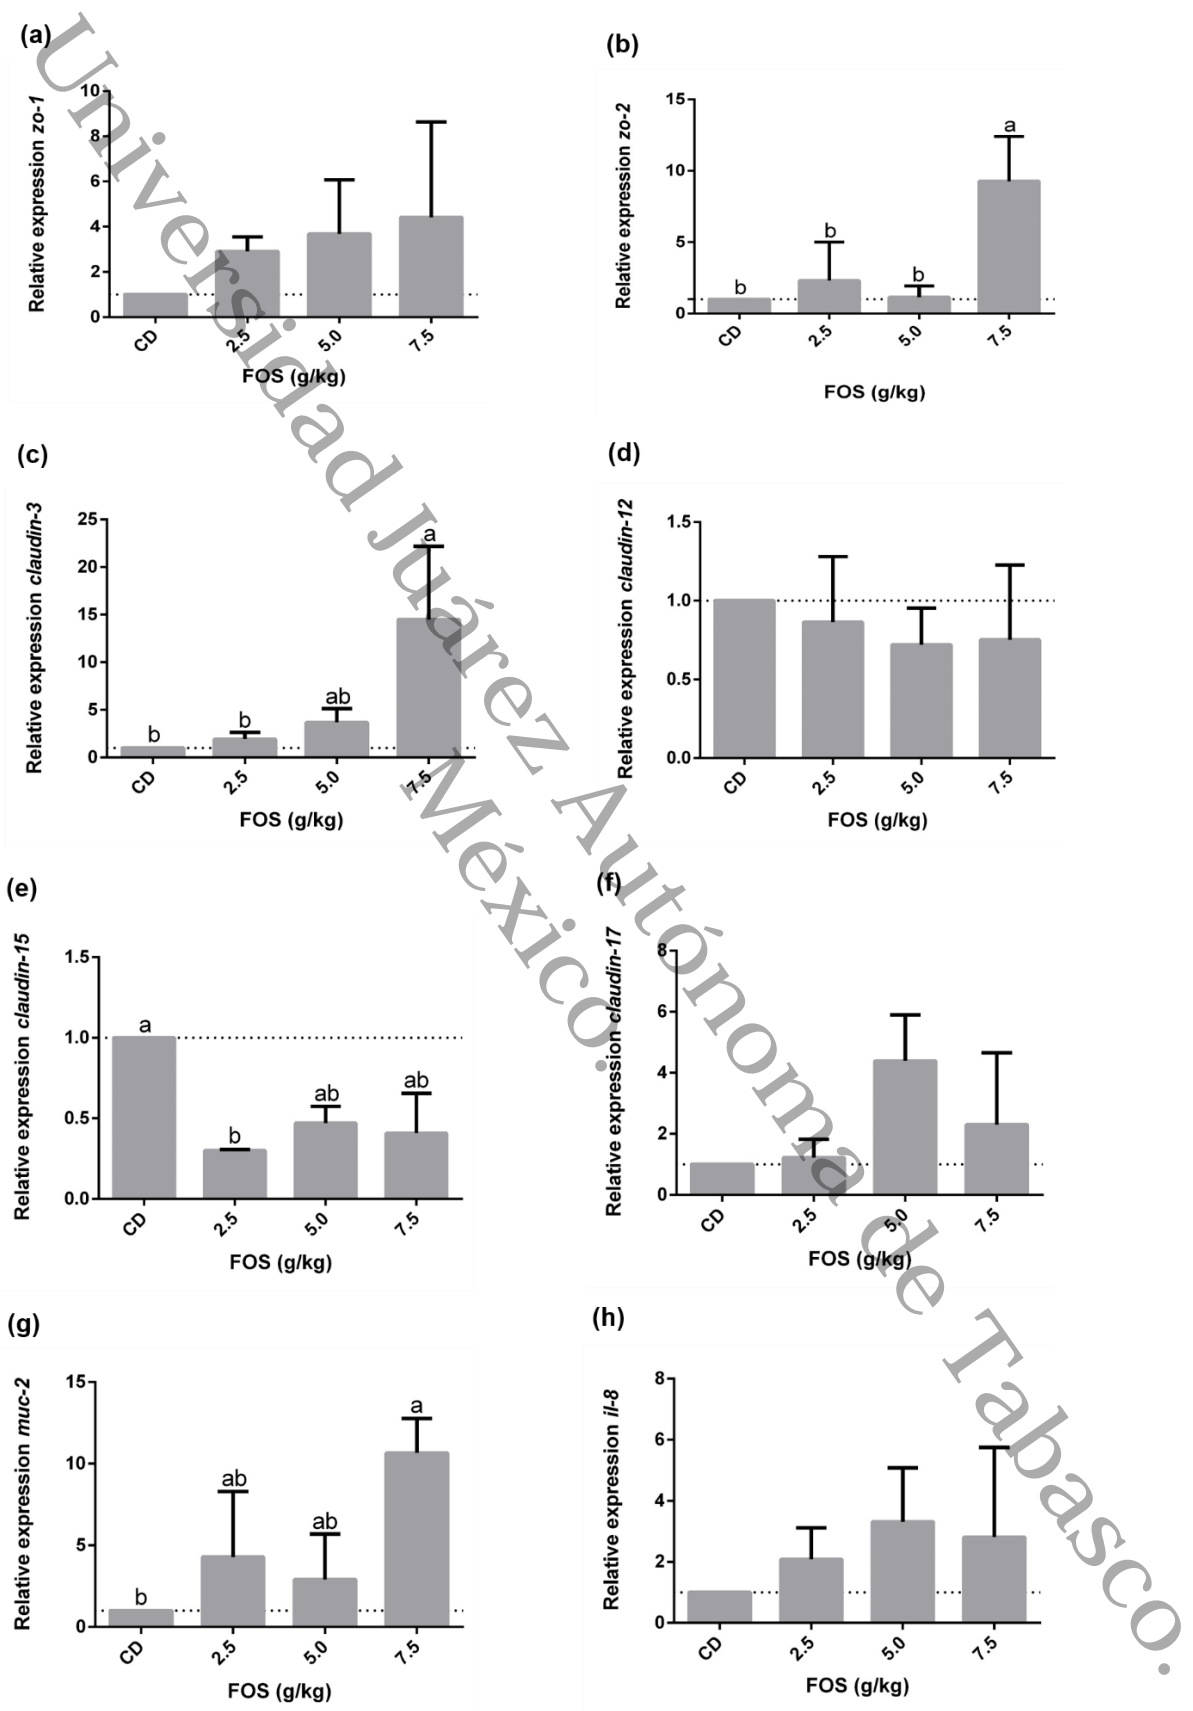 (a)
Relative expression zo-1
10
8
6
4
2
0
CD 2.5 5.0 7.5
FOS (g/kg)
(b)
Relative expression zo-2
15
10
5
0
b b b a
CD 2.5 5.0 7.5
FOS (g/kg)
(c)
Relative expression claudin-3
25
20
15
10
5
0
b b ab a
CD 2.5 5.0 7.5
FOS (g/kg)
(d)
Relative expression claudin-12
1.5
1.0
0.5
0.0
CD 2.5 5.0 7.5
FOS (g/kg)
(e)
Relative expression claudin-15
1.5
1.0
0.5
0.0
a b ab ab
CD 2.5 5.0 7.5
FOS (g/kg)
(f)
Relative expression claudin-17
8
6
4
2
0
CD 2.5 5.0 7.5
FOS (g/kg)
(g)
Relative expression muc-2
15
10
5
0
b ab ab a
CD 2.5 5.0 7.5
FOS (g/kg)
(h)
Relative expression il-8
8
6
4
2
0
CD 2.5 5.0 7.5
FOS (g/kg)
Universidad Juárez Autónoma de Tabasco.
México.